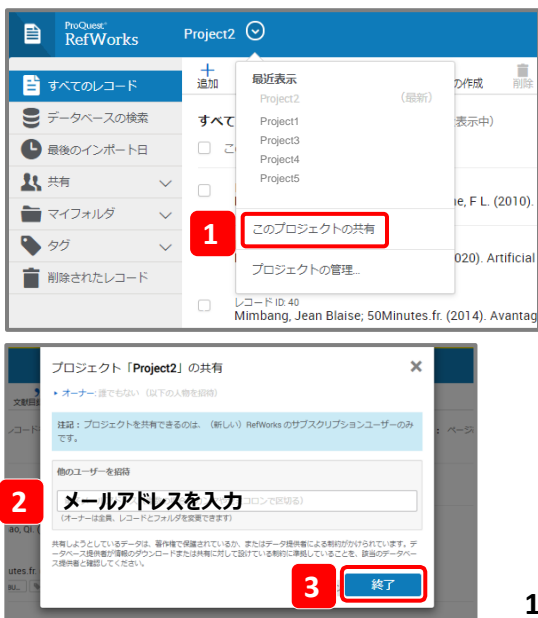 ProQuest
RefWorks
Project2
すべてのレコード
データベースの検索
最後のインポート日
共有
マイフォルダ
タグ
削除されたレコード
追加
の作成
削除
最近表示
Project2 (最新)
Project1
Project3
Project4
Project5
すべて
表示中)
1
このプロジェクトの共有
プロジェクトの管理...
ne, F L. (2010).
020). Artificial
レコード ID: 40
Mimbang, Jean Blaise; 50Minutes.fr. (2014). Avantag
プロジェクト「Project2」の共有
オーナー: 誰でもない (以下の人物を招待)
注記: プロジェクトを共有できるのは、(新しい) RefWorks のサブスクリプションユーザーのみ
です。
他のユーザーを招待
2
メールアドレスを入力
コロンで区切る)
(オーナーは全員、レコードとフォルダを変更できます)
共有しようとしているデータは、著作権で保護されているか、またはデータ提供者による制約がかけられています。デ
ータベース提供者が情報のダウンロードまたは共有に対して設けている制約に準拠していることを、該当のデータベー
ス提供者と確認してください。
3
終了
ao, Qi. (
utes.fr.
1